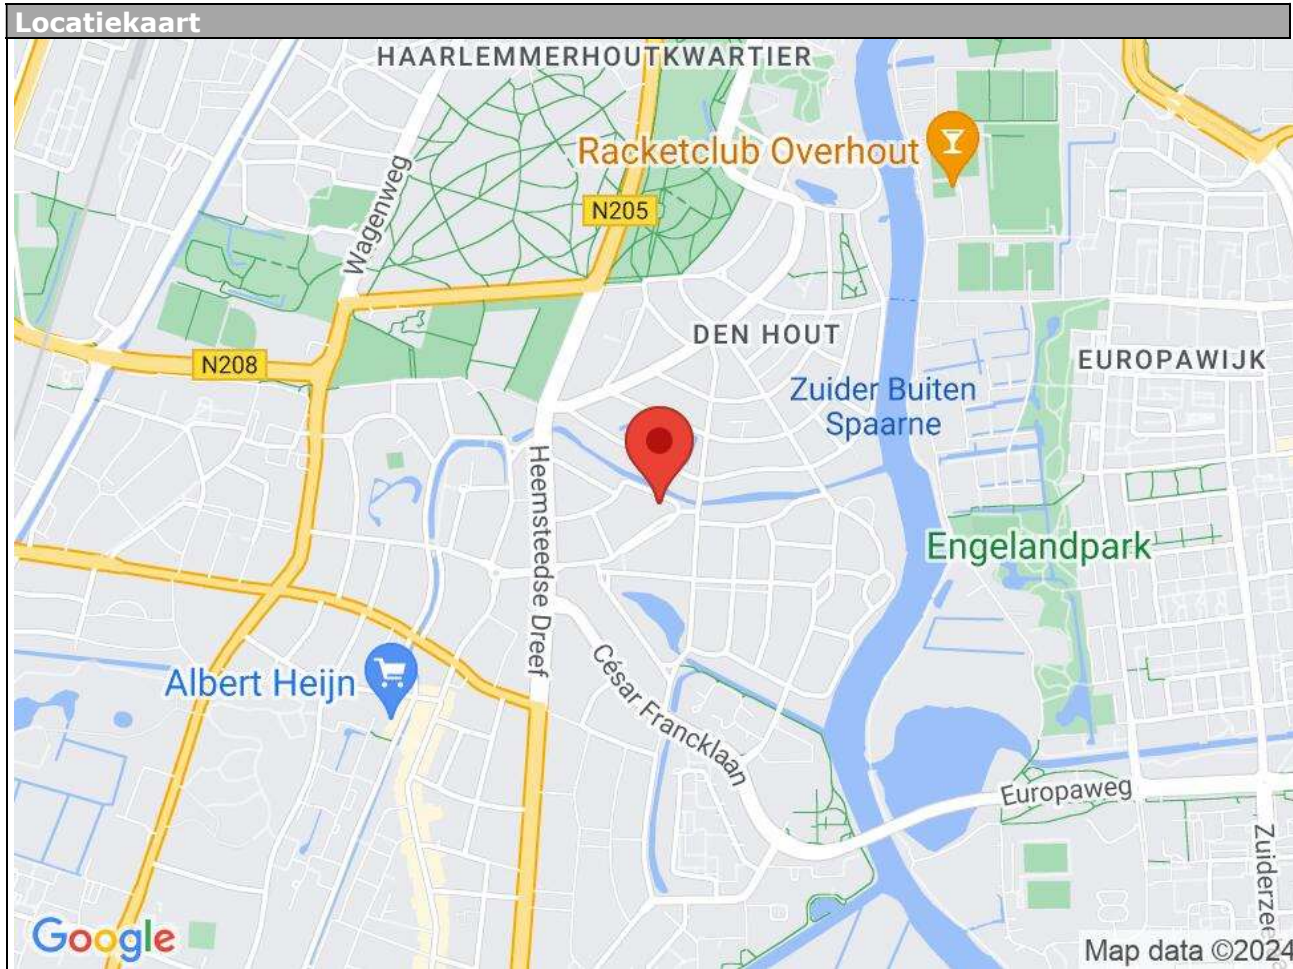 Locatiekaart
HAARLEMMERHOUTKWARTIER
Racketclub Overhout
N205
Wagenweg
DEN HOUT
EUROPAWIJK
N208
Zuider Buiten
Spaarne
Heemsteedse Dreef
Engelandpark
Albert Heijn
César Francklaan
Europaweg
Zuiderzee
Google
Map data ©2024